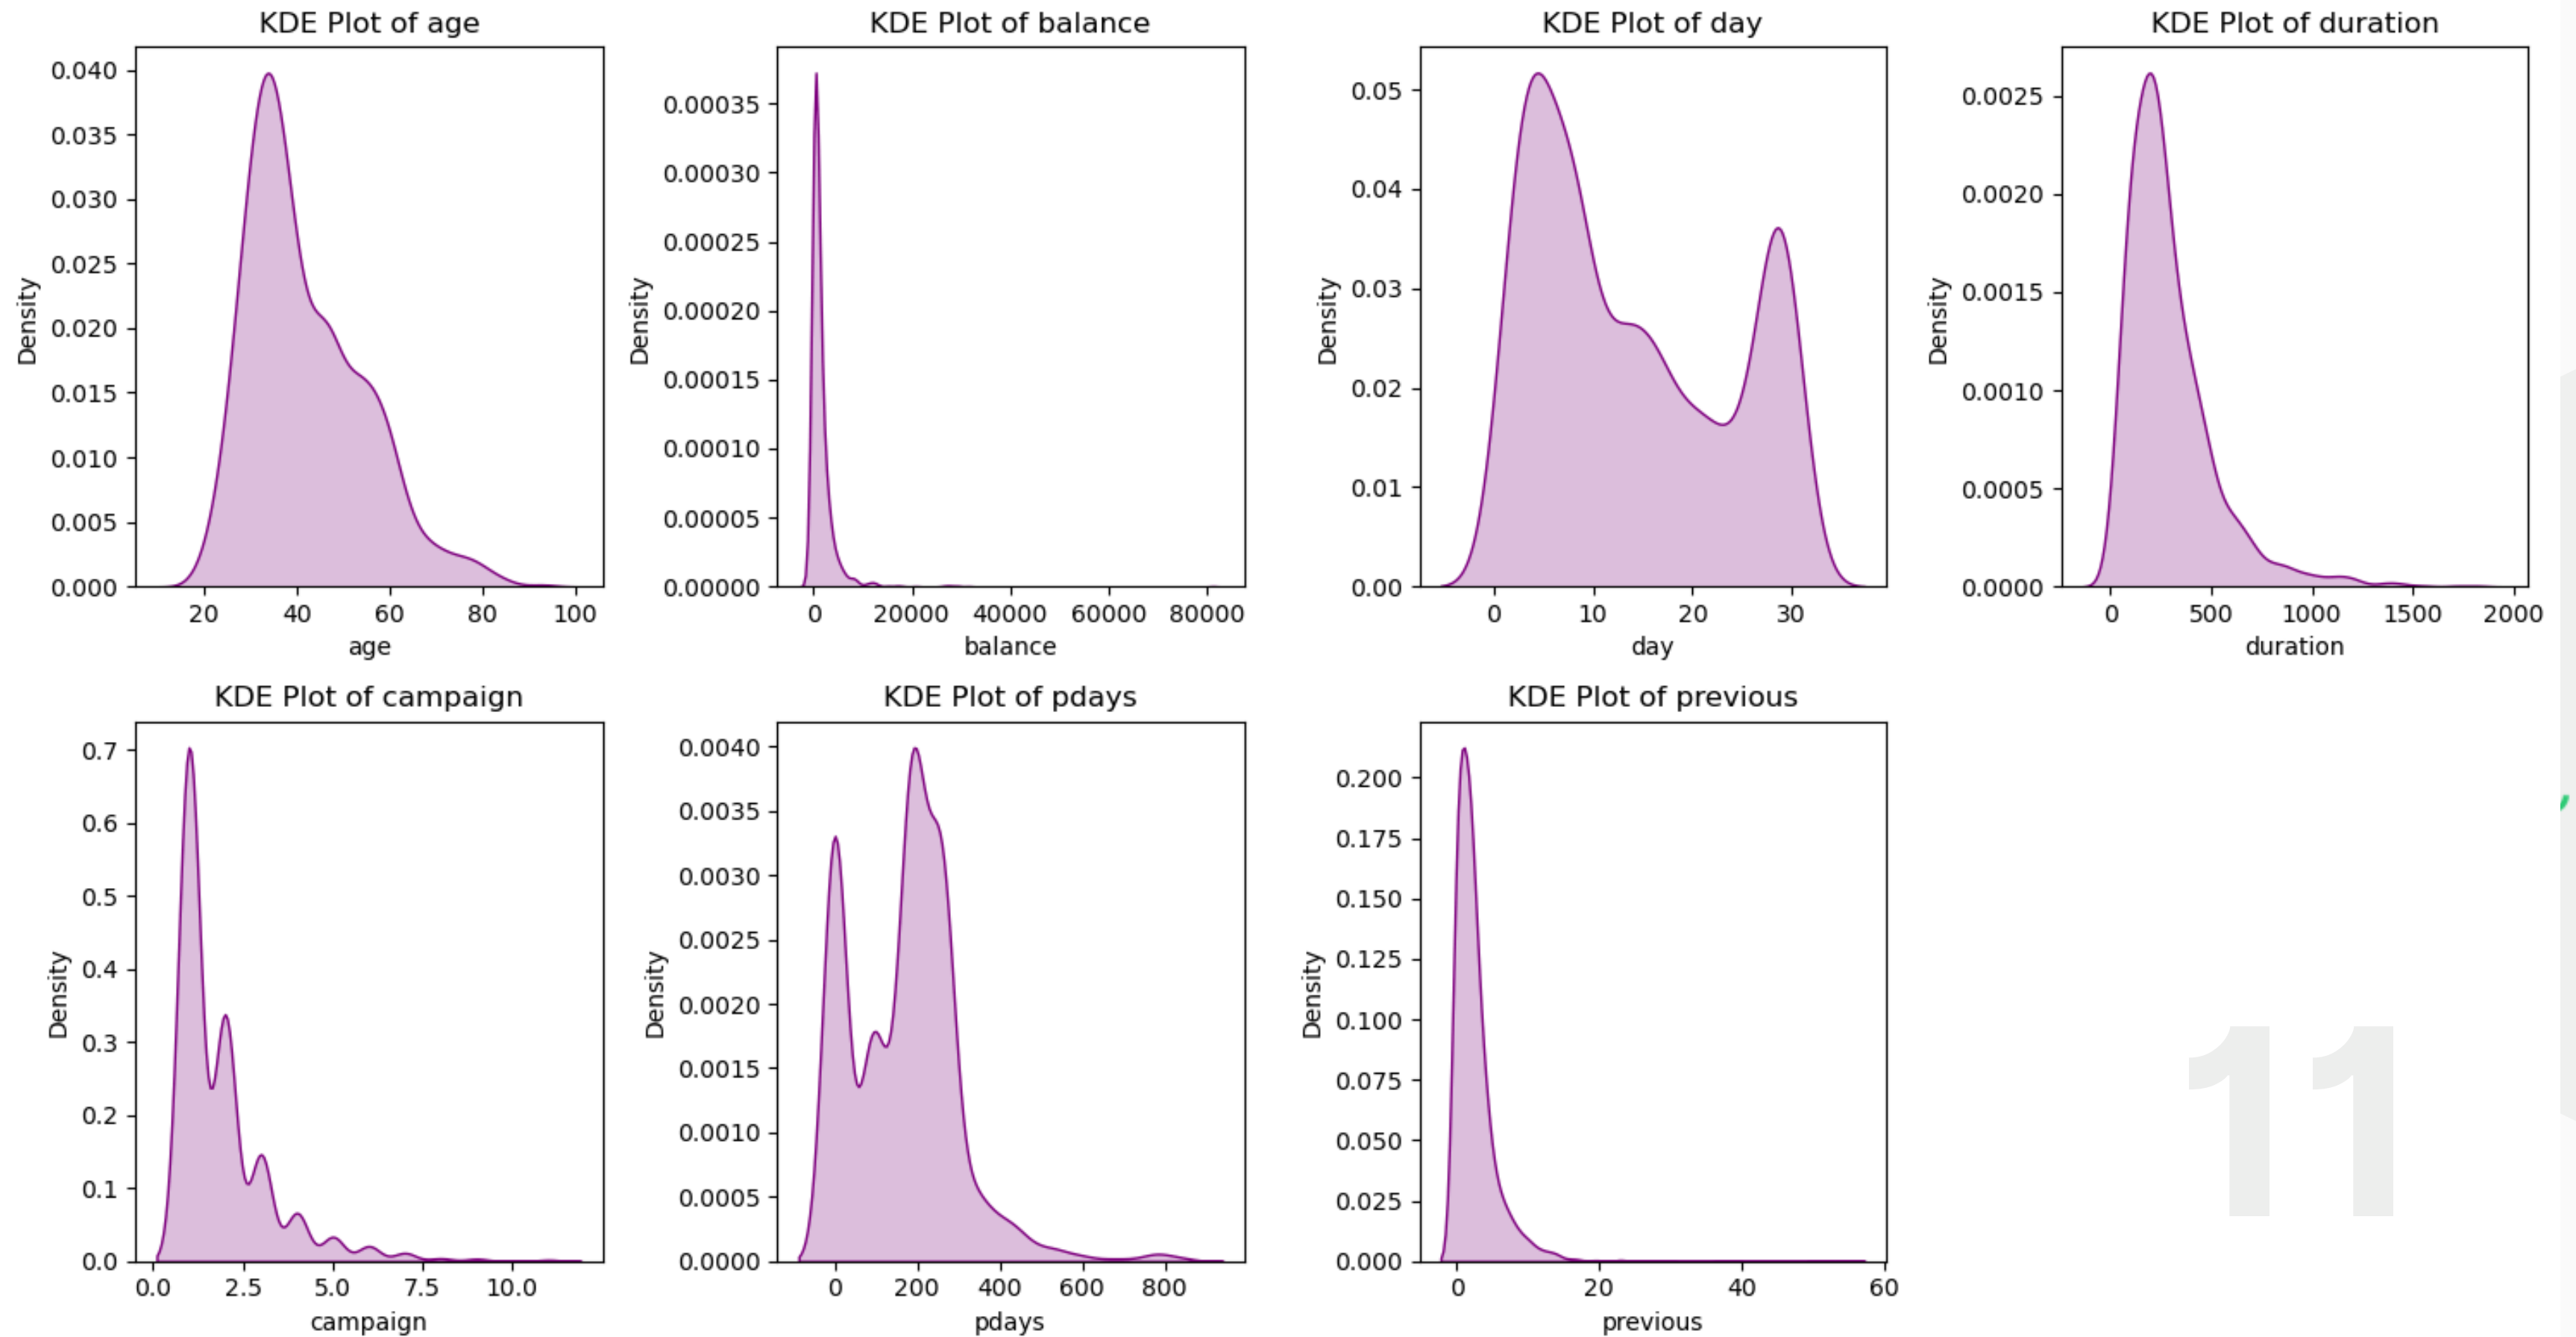 KDE Plot of age
0.040
0.035
0.030
0.025
0.020
0.015
0.010
0.005
0.000
Density
20 40 60 80 100
age
KDE Plot of balance
0.00035
0.00030
0.00025
0.00020
0.00015
0.00010
0.00005
0.00000
Density
0 20000 40000 60000 80000
balance
KDE Plot of day
0.05
0.04
0.03
0.02
0.01
0.00
Density
0 10 20 30
day
KDE Plot of duration
0.0025
0.0020
0.0015
0.0010
0.0005
0.0000
Density
0 500 1000 1500 2000
duration
KDE Plot of campaign
0.7
0.6
0.5
0.4
0.3
0.2
0.1
0.0
Density
0.0 2.5 5.0 7.5 10.0
campaign
KDE Plot of pdays
0.0040
0.0035
0.0030
0.0025
0.0020
0.0015
0.0010
0.0005
0.0000
Density
0 200 400 600 800
pdays
KDE Plot of previous
0.200
0.175
0.150
0.125
0.100
0.075
0.050
0.025
0.000
Density
0 20 40 60
previous
11